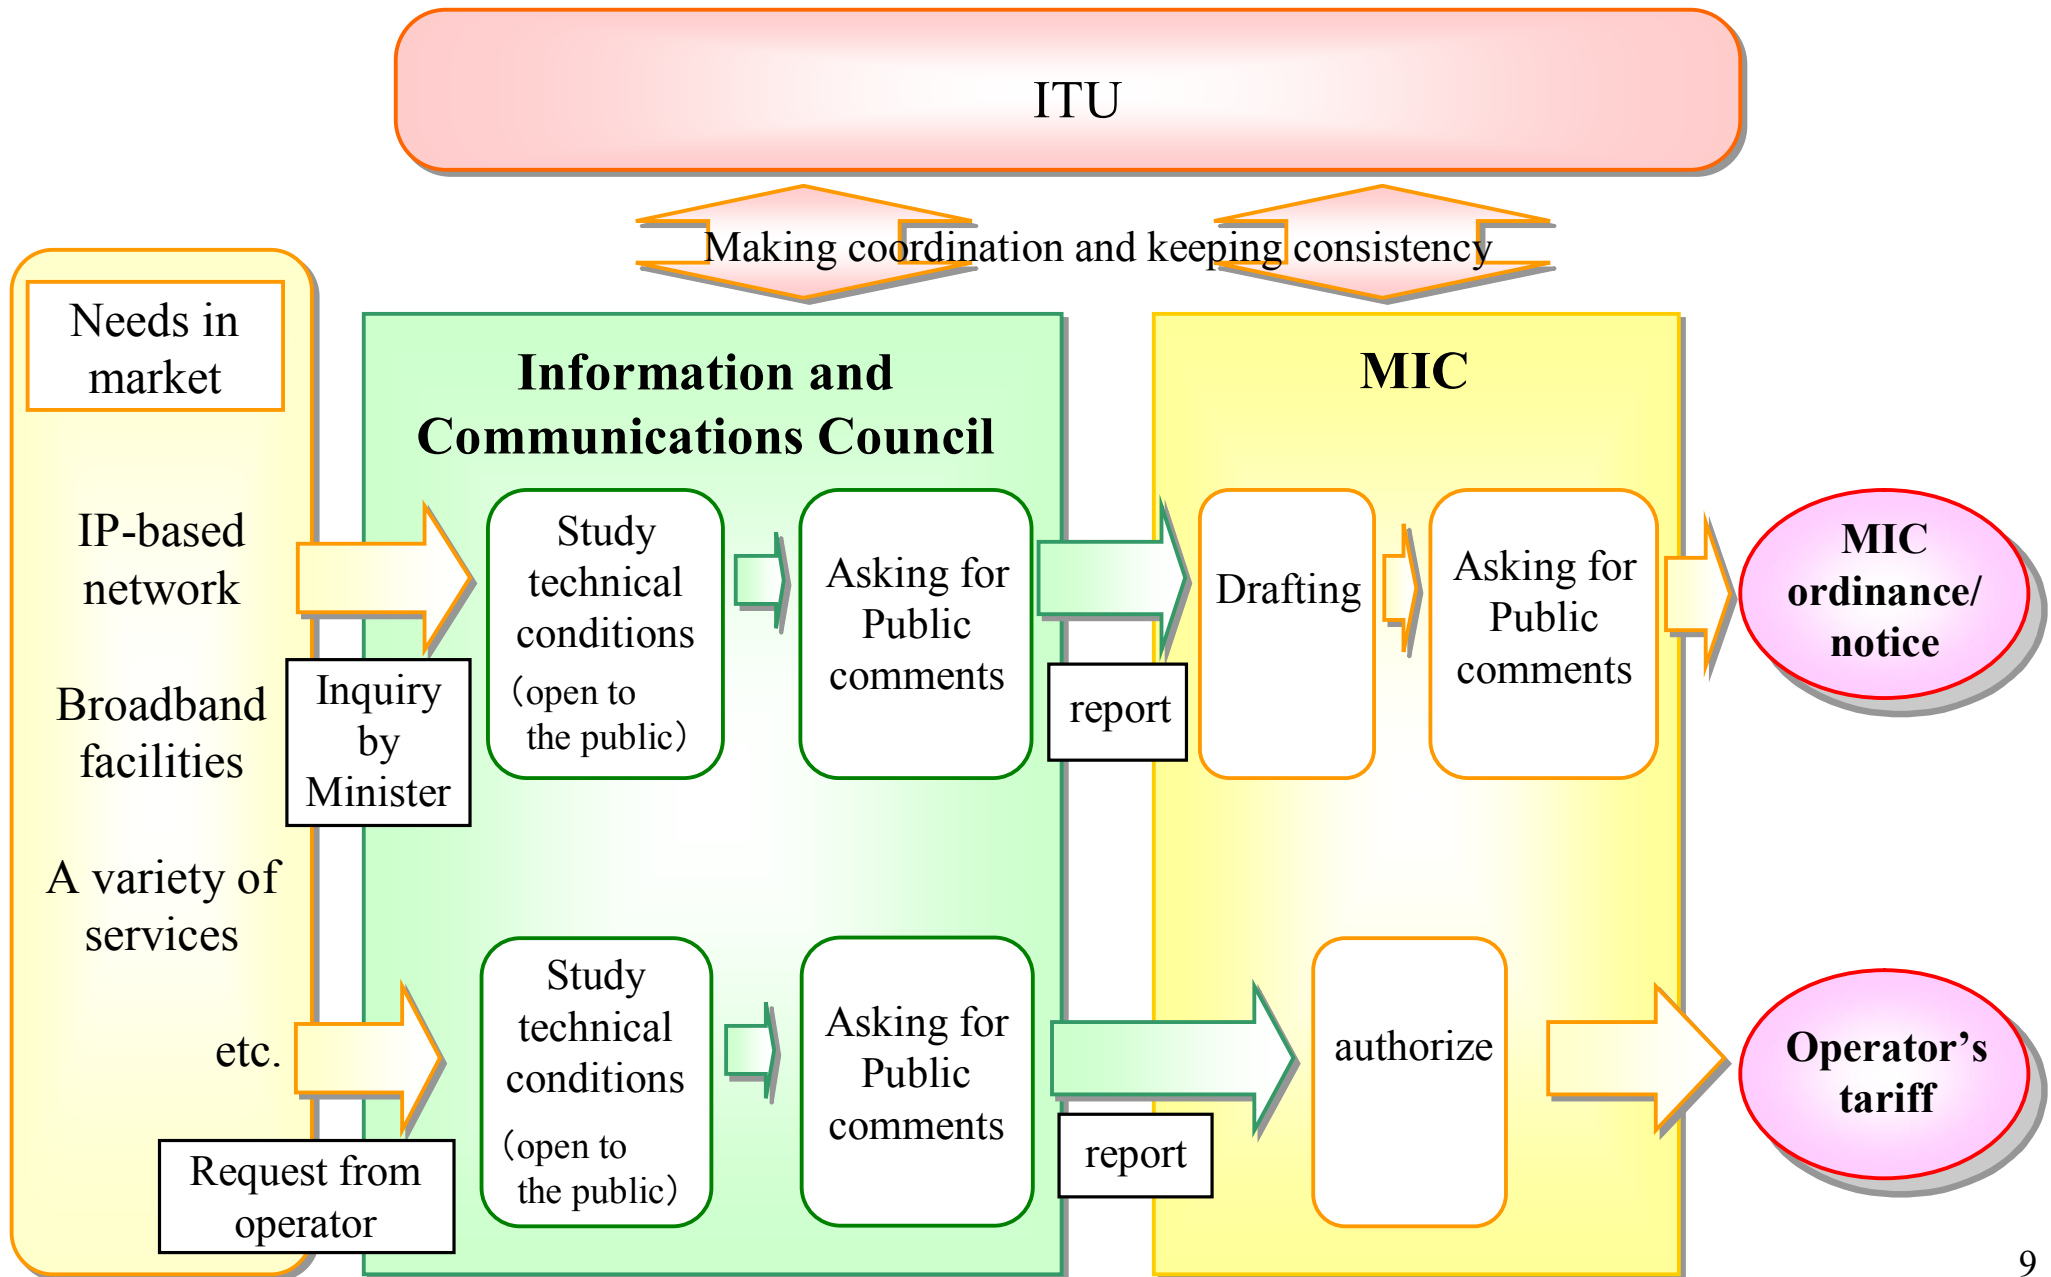 ITU
Making coordination and keeping consistency
Needs in
market
IP-based
network
Broadband
facilities
A variety of
services
etc.
Inquiry
by
Minister
Request from
operator
Information and
Communications Council
Study
technical
conditions
（open to
the public）
Asking for
Public
comments
report
Study
technical
conditions
（open to
the public）
Asking for
Public
comments
report
MIC
Drafting
Asking for
Public
comments
authorize
MIC
ordinance/
notice
Operator’s
tariff
9